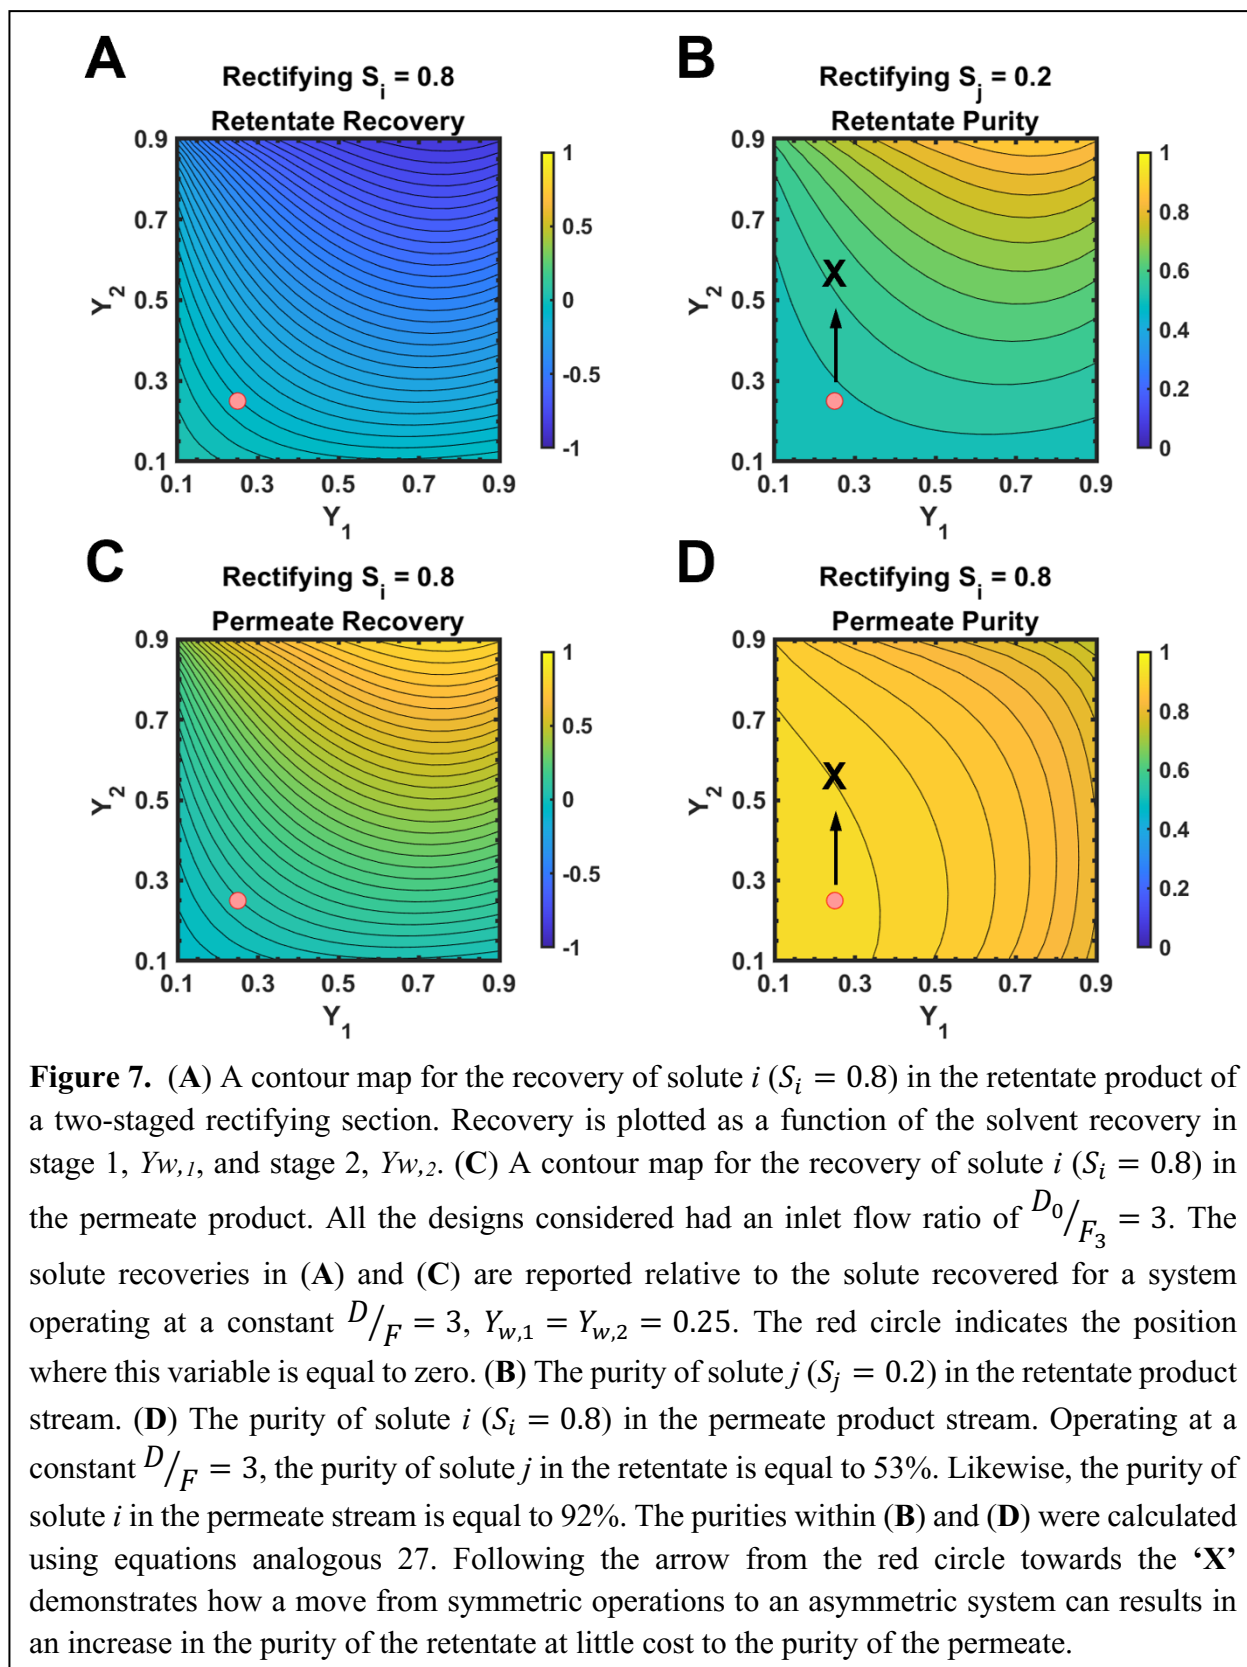 A
Rectifying S_i = 0.8
Retentate Recovery
0.9
0.7
0.5
0.3
0.1
Y_2
0.1 0.3 0.5 0.7 0.9
Y_1
1
0.5
0
-0.5
-1
B
Rectifying S_j = 0.2
Retentate Purity
0.9
0.7
0.5
0.3
0.1
Y_2
X
0.1 0.3 0.5 0.7 0.9
Y_1
1
0.8
0.6
0.4
0.2
0
C
Rectifying S_i = 0.8
Permeate Recovery
0.9
0.7
0.5
0.3
0.1
Y_2
0.1 0.3 0.5 0.7 0.9
Y_1
1
0.5
0
-0.5
-1
D
Rectifying S_i = 0.8
Permeate Purity
0.9
0.7
0.5
0.3
0.1
Y_2
X
0.1 0.3 0.5 0.7 0.9
Y_1
1
0.8
0.6
0.4
0.2
0
Figure 7. (A) A contour map for the recovery of solute i (S_i = 0.8) in the retentate product of
a two-staged rectifying section. Recovery is plotted as a function of the solvent recovery in
stage 1, Yw,1, and stage 2, Yw,2. (C) A contour map for the recovery of solute i (S_i = 0.8) in
the permeate product. All the designs considered had an inlet flow ratio of D_0/F_3 = 3. The
solute recoveries in (A) and (C) are reported relative to the solute recovered for a system
operating at a constant D/F = 3, Y_w,1 = Y_w,2 = 0.25. The red circle indicates the position
where this variable is equal to zero. (B) The purity of solute j (S_j = 0.2) in the retentate product
stream. (D) The purity of solute i (S_i = 0.8) in the permeate product stream. Operating at a
constant D/F = 3, the purity of solute j in the retentate is equal to 53%. Likewise, the purity of
solute i in the permeate stream is equal to 92%. The purities within (B) and (D) were calculated
using equations analogous 27. Following the arrow from the red circle towards the ‘X’
demonstrates how a move from symmetric operations to an asymmetric system can results in
an increase in the purity of the retentate at little cost to the purity of the permeate.